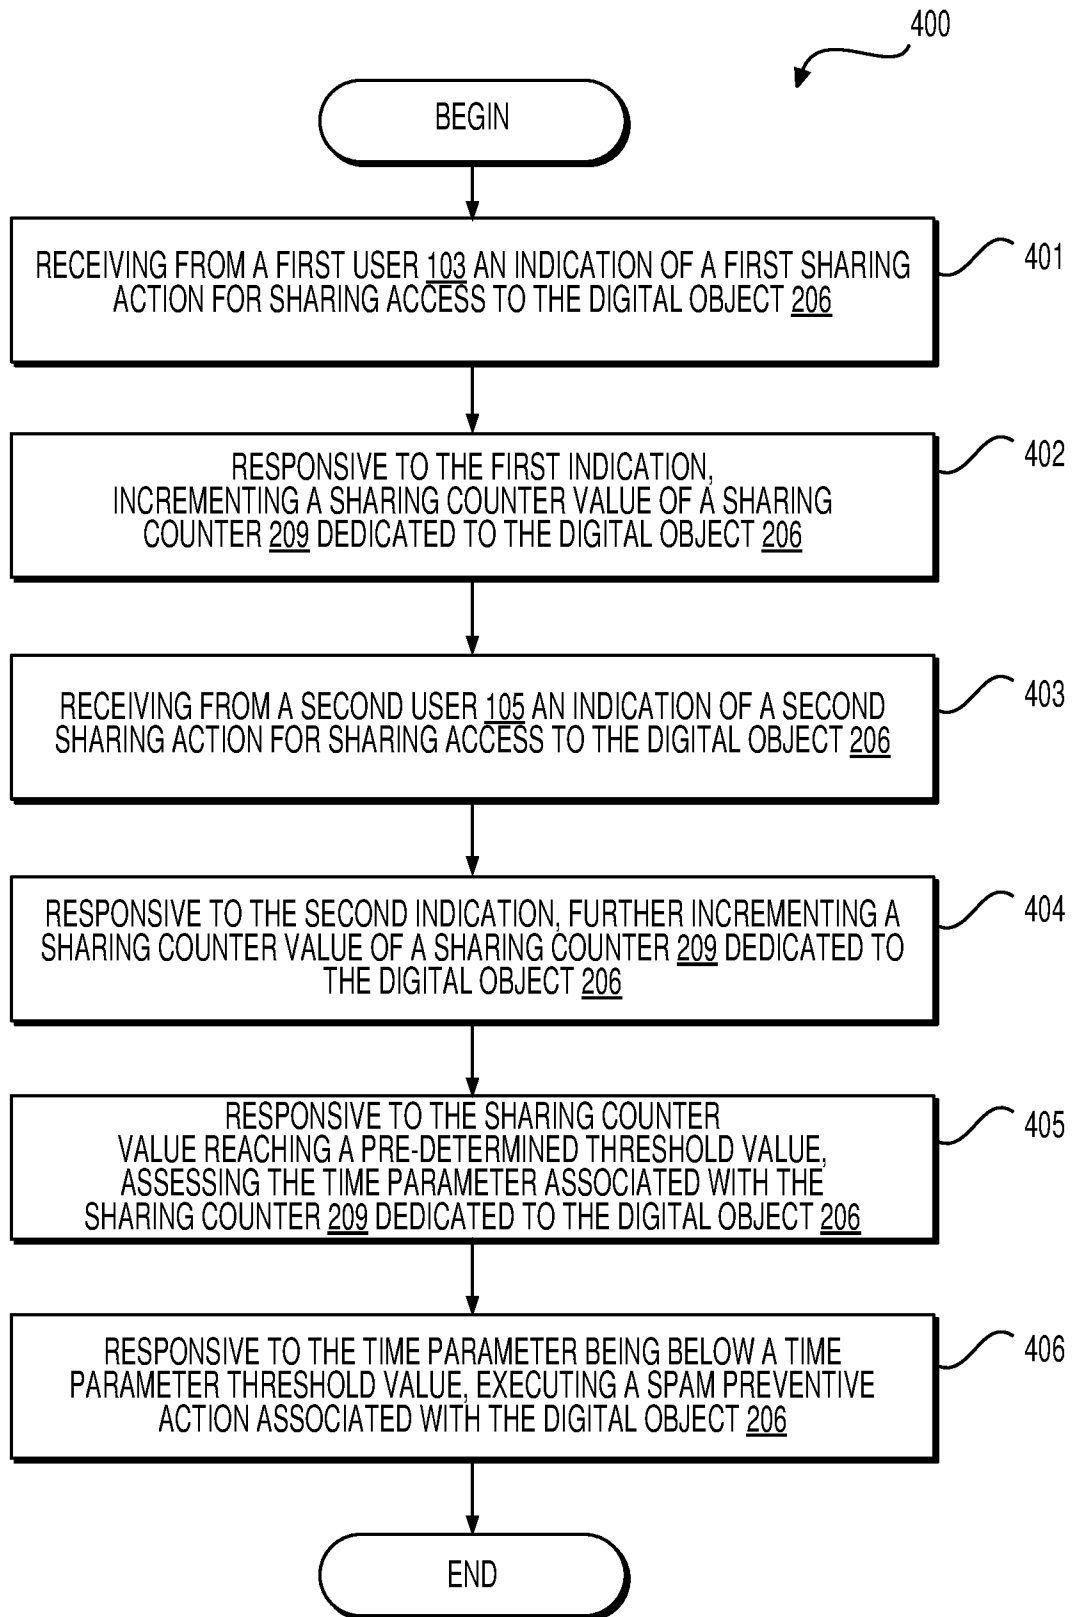 400
BEGIN
RECEIVING FROM A FIRST USER 103 AN INDICATION OF A FIRST SHARING
ACTION FOR SHARING ACCESS TO THE DIGITAL OBJECT 206
401
RESPONSIVE TO THE FIRST INDICATION,
INCREMENTING A SHARING COUNTER VALUE OF A SHARING
COUNTER 209 DEDICATED TO THE DIGITAL OBJECT 206
402
RECEIVING FROM A SECOND USER 105 AN INDICATION OF A SECOND
SHARING ACTION FOR SHARING ACCESS TO THE DIGITAL OBJECT 206
403
RESPONSIVE TO THE SECOND INDICATION, FURTHER INCREMENTING A
SHARING COUNTER VALUE OF A SHARING COUNTER 209 DEDICATED TO
THE DIGITAL OBJECT 206
404
RESPONSIVE TO THE SHARING COUNTER
VALUE REACHING A PRE-DETERMINED THRESHOLD VALUE,
ASSESSING THE TIME PARAMETER ASSOCIATED WITH THE
SHARING COUNTER 209 DEDICATED TO THE DIGITAL OBJECT 206
405
RESPONSIVE TO THE TIME PARAMETER BEING BELOW A TIME
PARAMETER THRESHOLD VALUE, EXECUTING A SPAM PREVENTIVE
ACTION ASSOCIATED WITH THE DIGITAL OBJECT 206
406
END